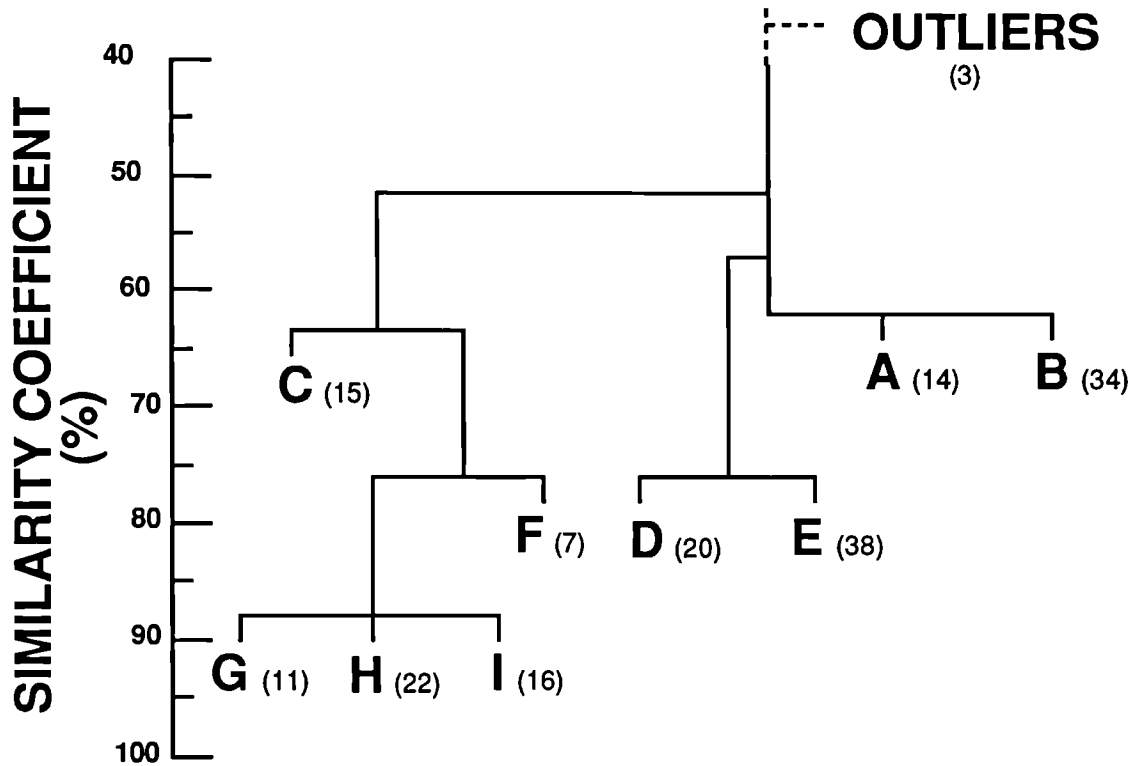 OUTLIERS
(3)
SIMILARITY COEFFICIENT
(%)
40
50
60
70
80
90
100
C (15)
A (14)
B (34)
F (7)
D (20)
E (38)
G (11)
H (22)
I (16)